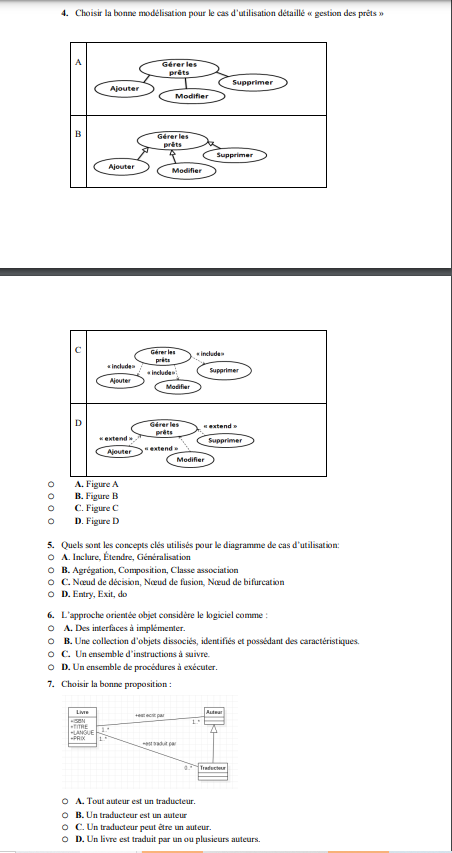 4. Choisir la bonne modélisation pour le cas d'utilisation détaillé « gestion des prêts »
A
Gérer les
prêts
Ajouter
Modifier
Supprimer
B
Gérer les
prêts
Ajouter
Modifier
Supprimer
C
Gérer les
prêts
« include»
« include»
« include»
Ajouter
Modifier
Supprimer
D
Gérer les
prêts
« extend »
« extend »
« extend »
Ajouter
Modifier
Supprimer
A. Figure A
B. Figure B
C. Figure C
D. Figure D
5. Quels sont les concepts clés utilisés pour le diagramme de cas d'utilisation:
A. Inclure, Étendre, Généralisation
B. Agrégation, Composition, Classe association
C. Nœud de décision, Nœud de fusion, Nœud de bifurcation
D. Entry, Exit, do
6. L'approche orientée objet considère le logiciel comme :
A. Des interfaces à implémenter.
B. Une collection d'objets dissociés, identifiés et possédant des caractéristiques.
C. Un ensemble d'instructions à suivre.
D. Un ensemble de procédures à exécuter.
7. Choisir la bonne proposition :
Livre
+ISBN
+TITRE
+LANGUE
+PRIX
+est ecrit par
1..*
1..*
Auteur
+est traduit par
1..*
0..*
Traducteur
A. Tout auteur est un traducteur.
B. Un traducteur est un auteur
C. Un traducteur peut être un auteur.
D. Un livre est traduit par un ou plusieurs auteurs.